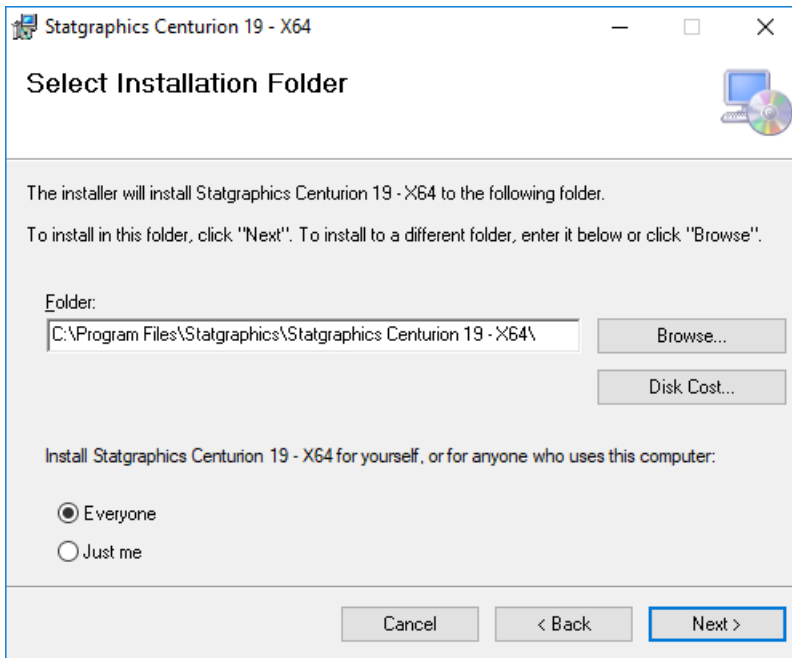 Statgraphics Centurion 19 - X64
Select Installation Folder
The installer will install Statgraphics Centurion 19 - X64 to the following folder.
To install in this folder, click "Next". To install to a different folder, enter it below or click "Browse".
Folder:
C:\Program Files\Statgraphics\Statgraphics Centurion 19 - X64\
Browse...
Disk Cost...
Install Statgraphics Centurion 19 - X64 for yourself, or for anyone who uses this computer:
Everyone
Just me
Cancel
< Back
Next >